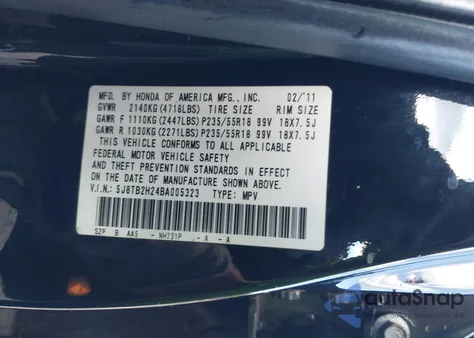 MFD. BY HONDA OF AMERICA MFG., INC. 02/'11
GVWR 2140KG(4718LBS) TIRE SIZE RIM SIZE
GAWR F 1110KG(2447LBS) P235/55R18 99V 18X7.5J
GAWR R 1030KG(2271LBS) P235/55R18 99V 18X7.5J
THIS VEHICLE CONFORMS TO ALL APPLICABLE
FEDERAL MOTOR VEHICLE SAFETY
AND THEFT PREVENTION STANDARDS IN EFFECT
ON THE DATE OF MANUFACTURE SHOWN ABOVE.
V.I.N.: 5J8TB2H24BA005323 TYPE: MPV
S2P B AA5 - NH731P - A - A
autoSnap